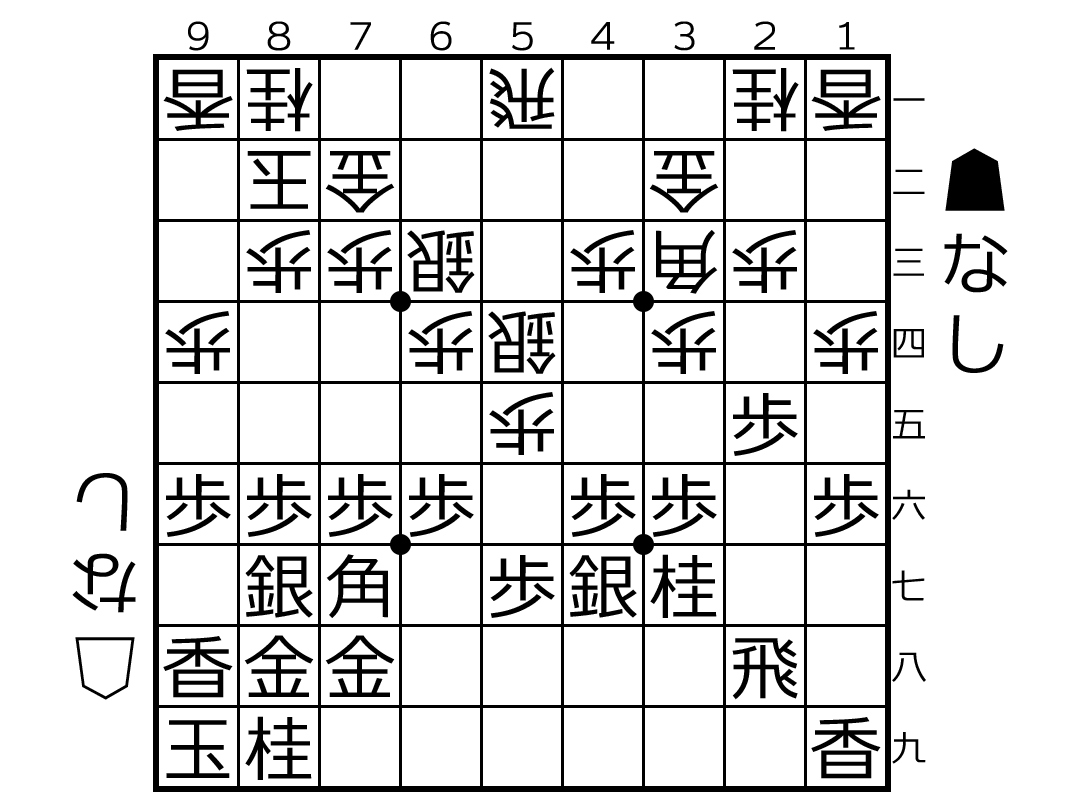 9 8 7 6 5 4 3 2 1
香 桂 飛 桂 香 一
王 金 金 二
歩 歩 銀 歩 角 歩 三
歩 歩 銀 歩 歩 四
歩 歩 五
歩 歩 歩 歩 歩 歩 歩 六
銀 角 歩 銀 桂 七
香 金 金 飛 八
玉 桂 香 九
☗なし
☖なし